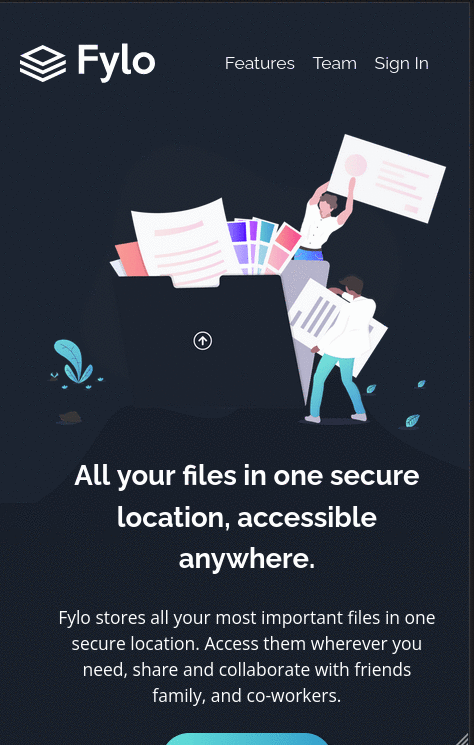 Fylo
Features Team Sign In
All your files in one secure
location, accessible
anywhere.
Fylo stores all your most important files in one
secure location. Access them wherever you
need, share and collaborate with friends
family, and co-workers.